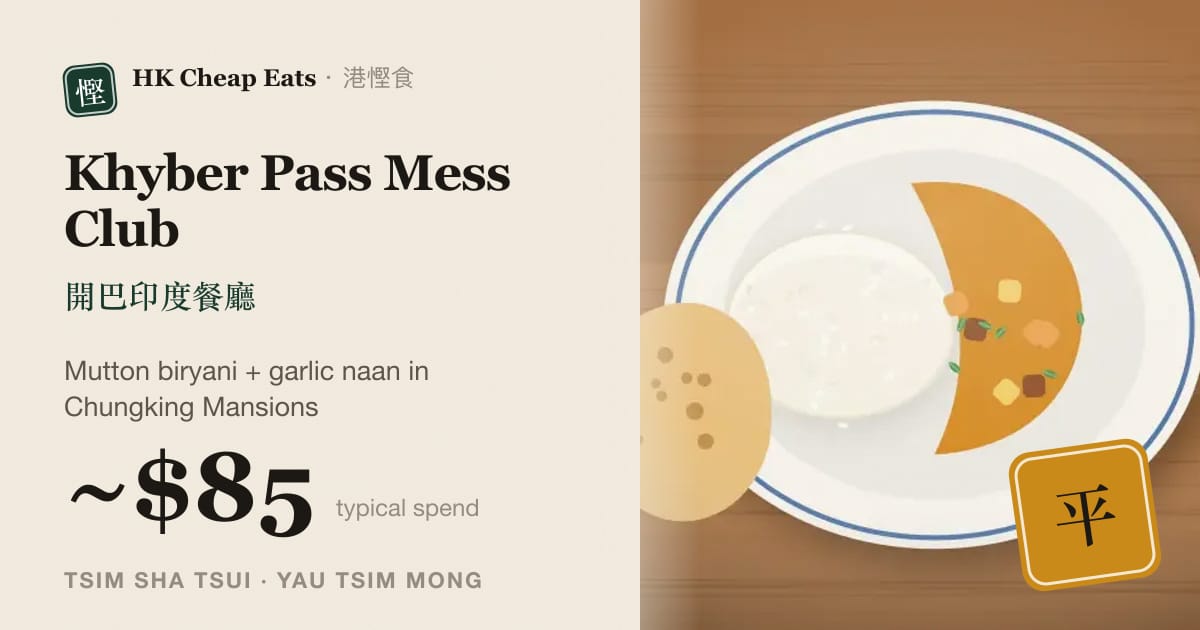 慳
HK Cheap Eats · 港慳食
Khyber Pass Mess
Club
開巴印度餐廳
Mutton biryani + garlic naan in
Chungking Mansions
~$85 typical spend
TSIM SHA TSUI · YAU TSIM MONG
平